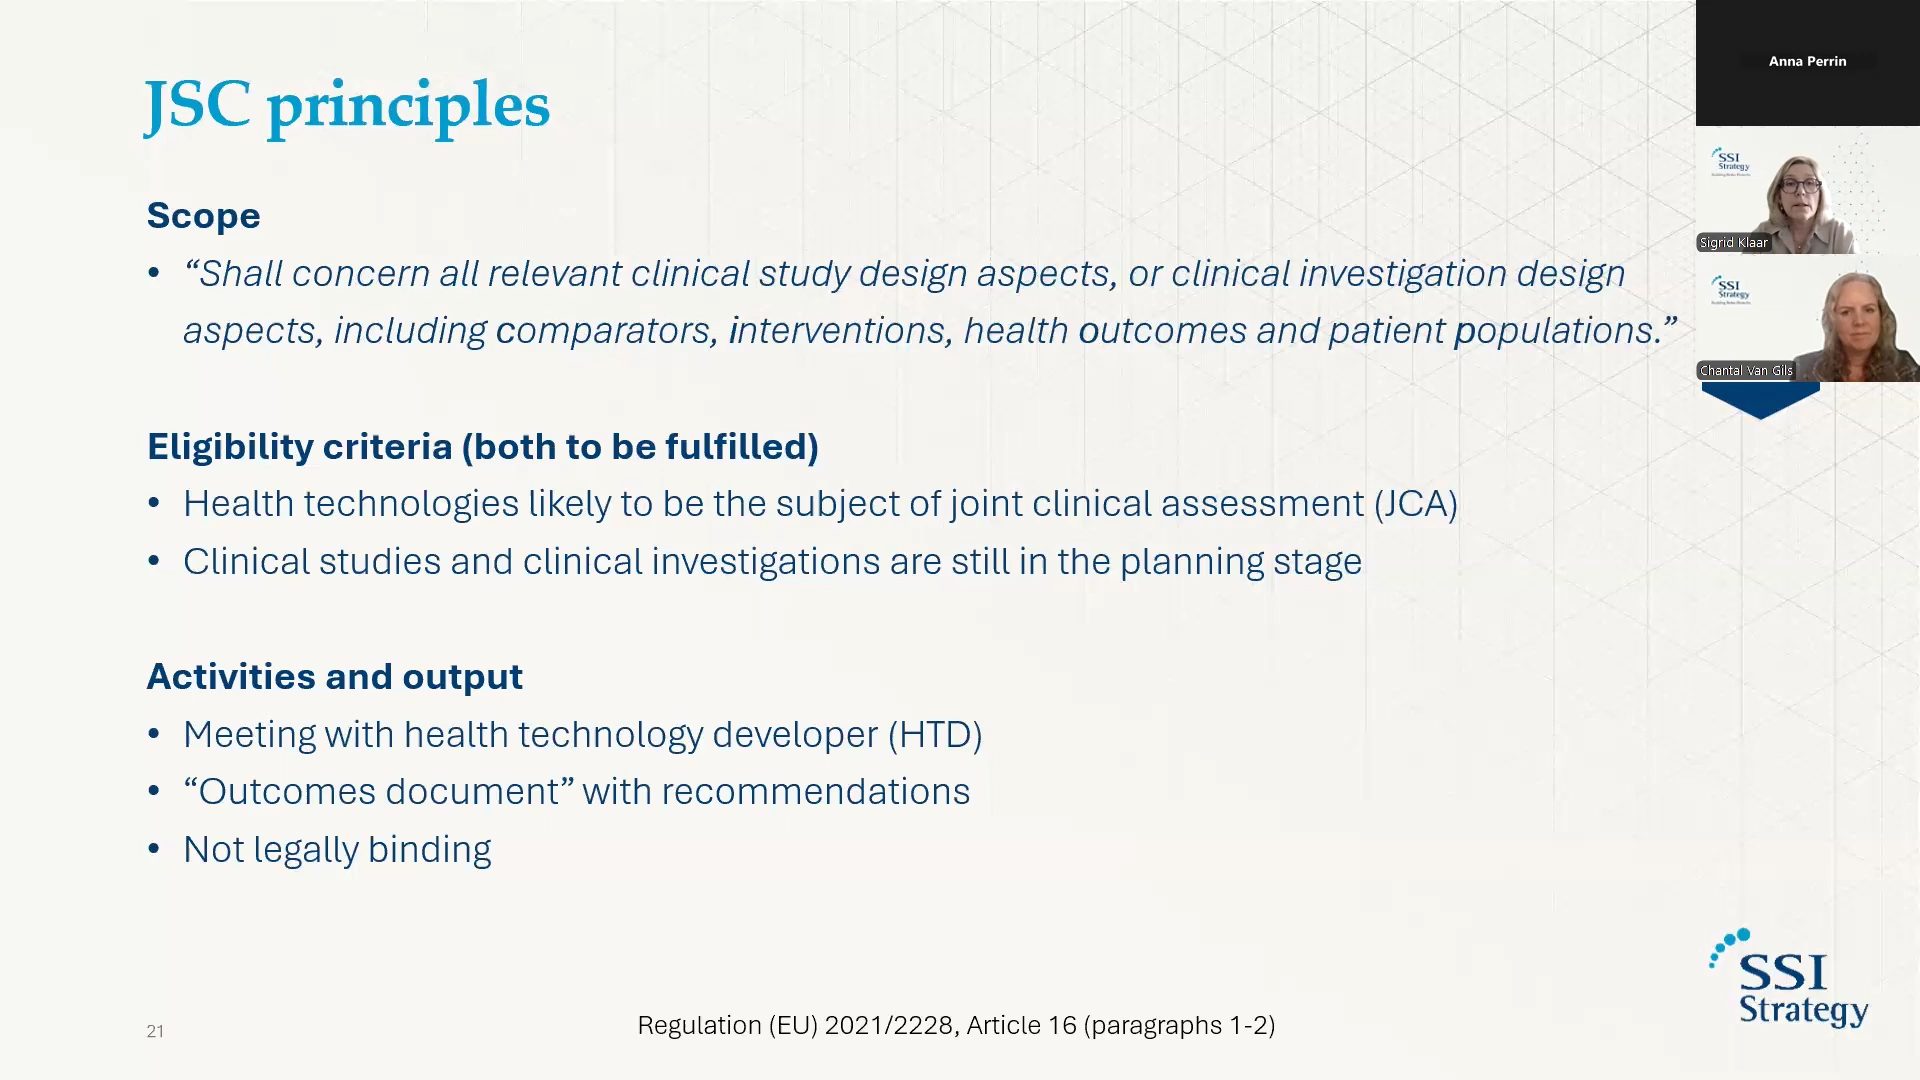 JSC principles
Scope
• “Shall concern all relevant clinical study design aspects, or clinical investigation design
aspects, including comparators, interventions, health outcomes and patient populations.”
Eligibility criteria (both to be fulfilled)
• Health technologies likely to be the subject of joint clinical assessment (JCA)
• Clinical studies and clinical investigations are still in the planning stage
Activities and output
• Meeting with health technology developer (HTD)
• “Outcomes document” with recommendations
• Not legally binding
21
Regulation (EU) 2021/2228, Article 16 (paragraphs 1-2)
SSI
Strategy
Anna Perrin
SSI
Strategy
Sigrid Klaar
SSI
Strategy
Chantal Van Gils